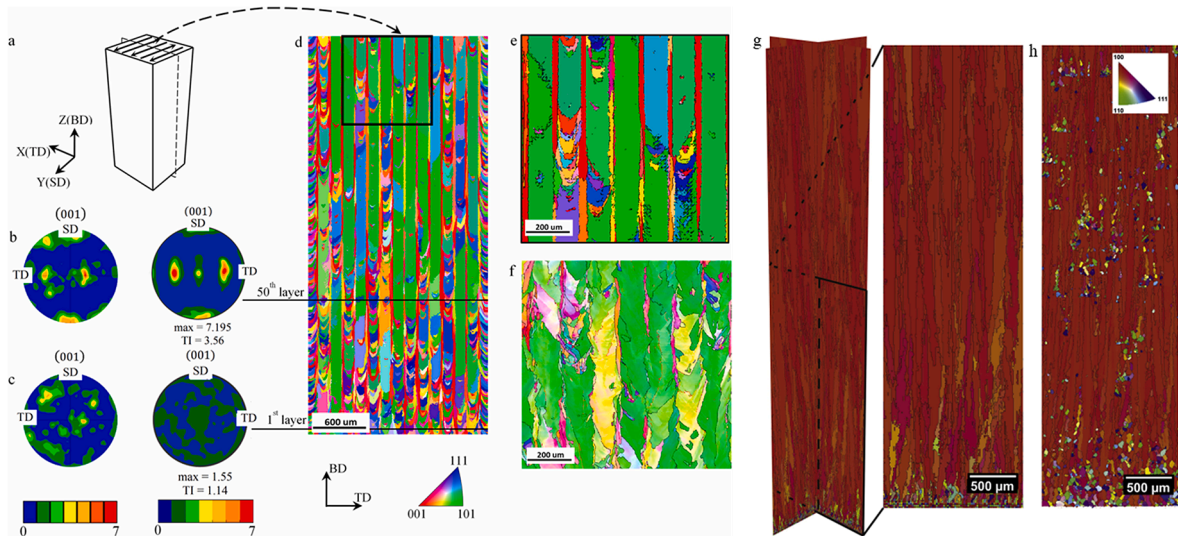 a
Z(BD)
X(TD)
Y(SD)
b
(001)
SD
TD
(001)
SD
TD
max = 7.195
TI = 3.56
50th layer
c
(001)
SD
TD
(001)
SD
TD
max = 1.55
TI = 1.14
1st layer
0 7
0 7
d
600 um
BD
TD
111
001 101
e
200 um
f
200 um
g
500 µm
h
100
110
111
500 µm